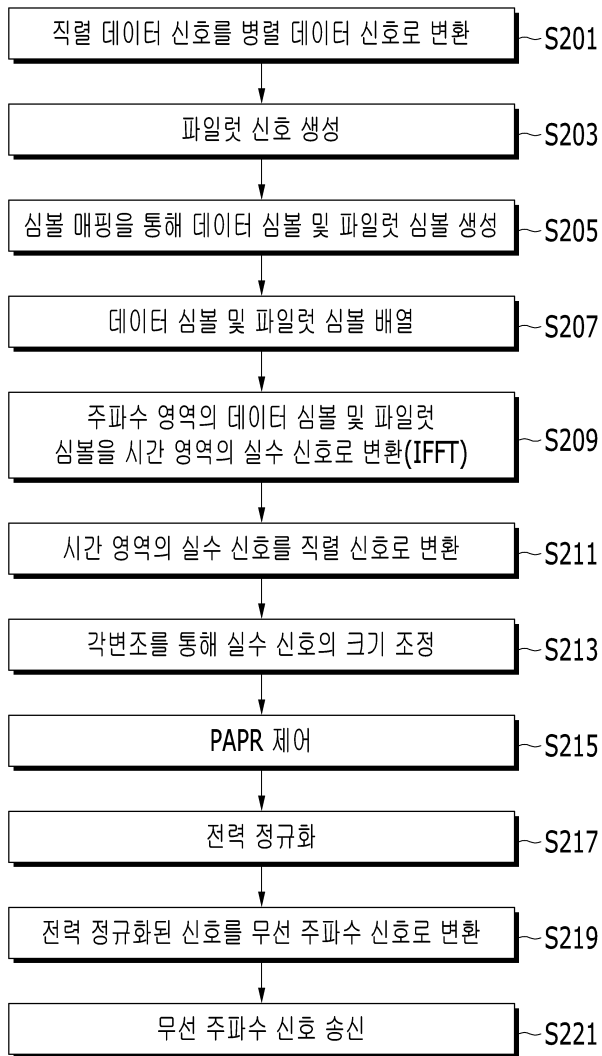 직렬 데이터 신호를 병렬 데이터 신호로 변환
S201
파일럿 신호 생성
S203
심볼 매핑을 통해 데이터 심볼 및 파일럿 심볼 생성
S205
데이터 심볼 및 파일럿 심볼 배열
S207
주파수 영역의 데이터 심볼 및 파일럿
심볼을 시간 영역의 실수 신호로 변환(IFFT)
S209
시간 영역의 실수 신호를 직렬 신호로 변환
S211
각변조를 통해 실수 신호의 크기 조정
S213
PAPR 제어
S215
전력 정규화
S217
전력 정규화된 신호를 무선 주파수 신호로 변환
S219
무선 주파수 신호 송신
S221